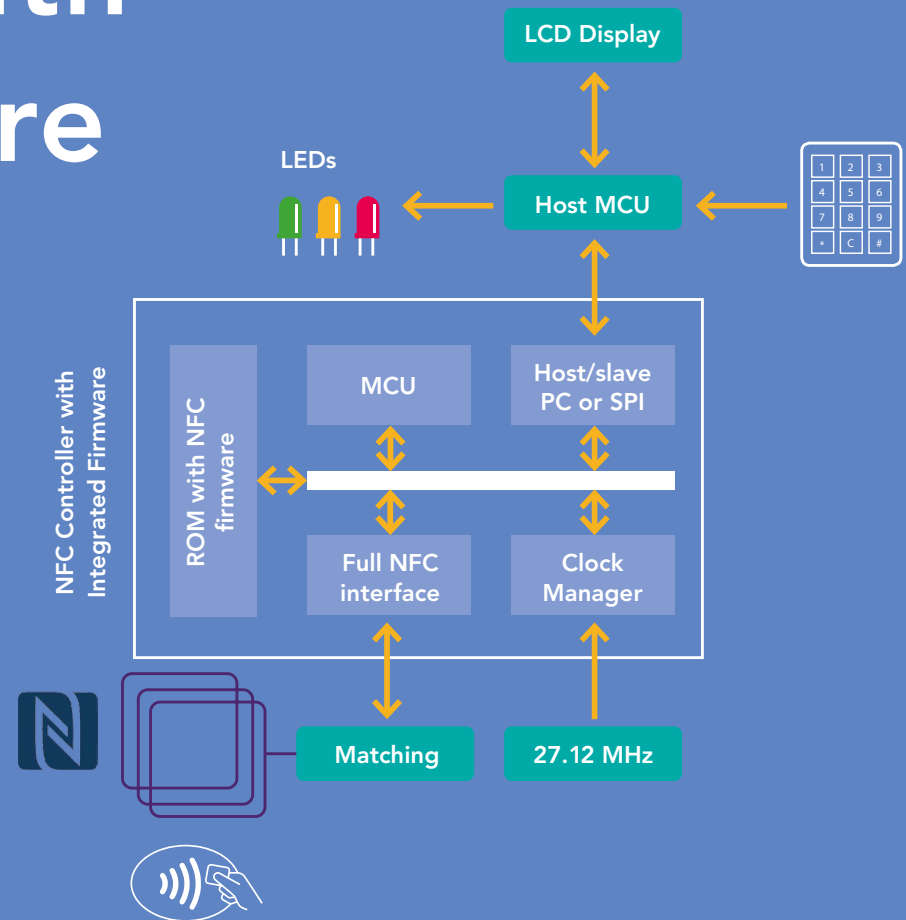 re
LCD Display
LEDs
Host MCU
1 2 3
4 5 6
7 8 9
* C #
NFC Controller with
Integrated Firmware
ROM with NFC
firmware
MCU
Host/slave
PC or SPI
Full NFC
interface
Clock
Manager
Matching
27.12 MHz